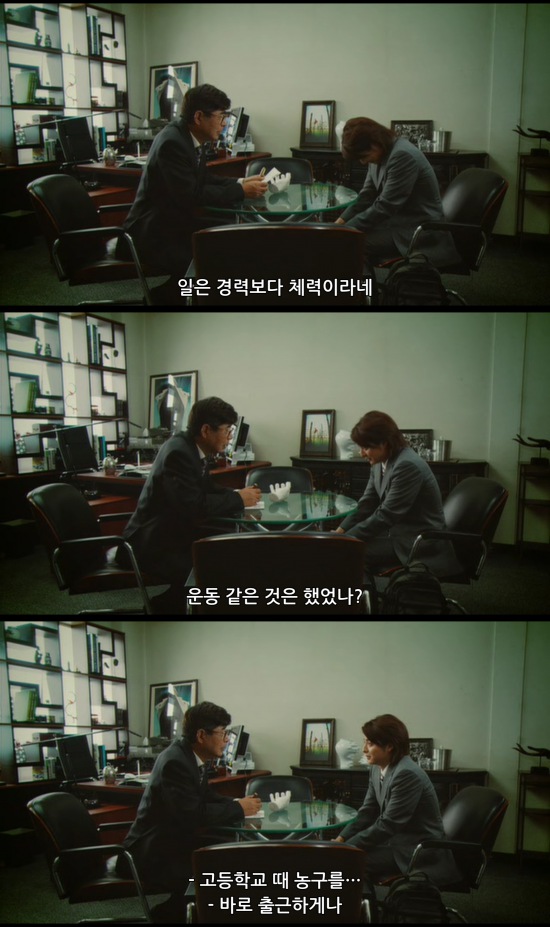 일은 경력보다 체력이라네
운동 같은 것은 했었나?
- 고등학교 때 농구를…
- 바로 출근하게나